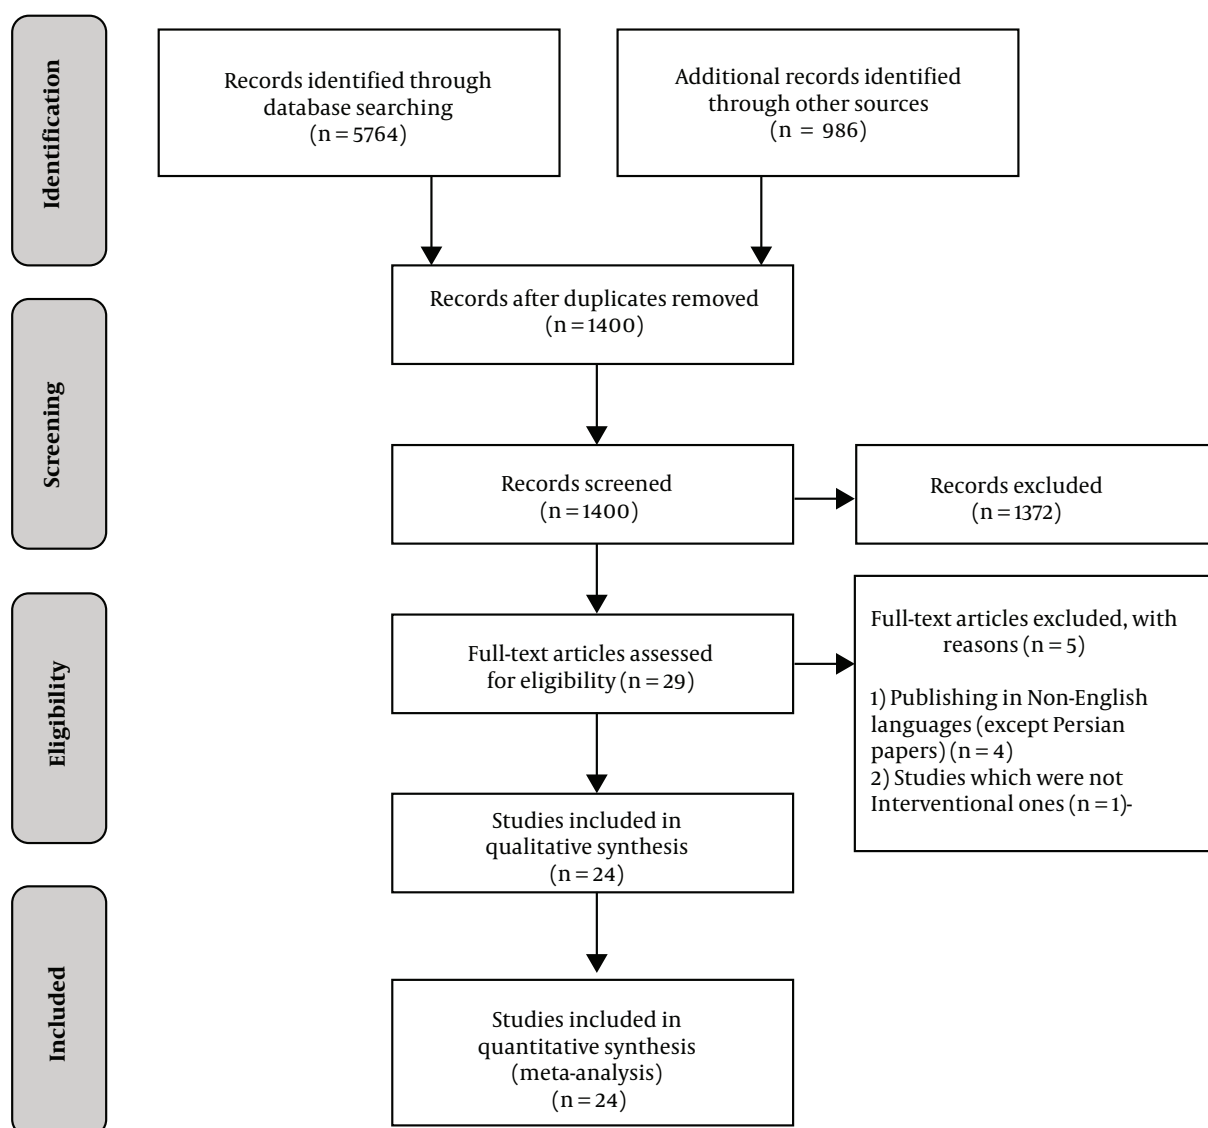 Identification
Records identified through
database searching
(n = 5764)
Additional records identified
through other sources
(n = 986)
Records after duplicates removed
(n = 1400)
Screening
Records screened
(n = 1400)
Records excluded
(n = 1372)
Eligibility
Full-text articles assessed
for eligibility (n = 29)
Full-text articles excluded, with
reasons (n = 5)
1) Publishing in Non-English
languages (except Persian
papers) (n = 4)
2) Studies which were not
Interventional ones (n = 1)-
Studies included in
qualitative synthesis
(n = 24)
Included
Studies included in
quantitative synthesis
(meta-analysis)
(n = 24)